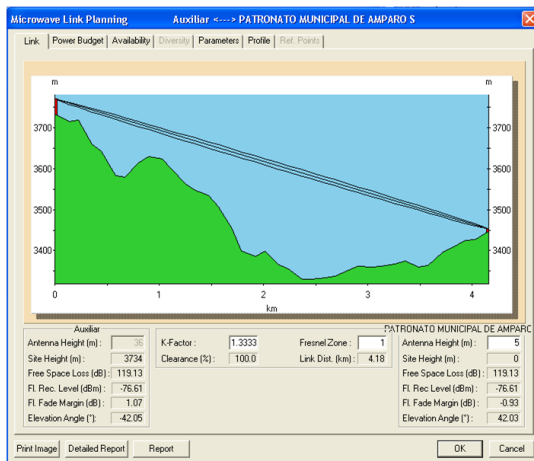 Microwave Link Planning Auxiliar <---> PATRONATO MUNICIPAL DE AMPARO S
Link Power Budget Availability Diversity Parameters Profile Ref. Points
m m
3700 3700
3600 3600
3500 3500
3400 3400
0 1 2 3 4
km
Auxiliar
Antenna Height (m) : 36
Site Height (m) : 3734
Free Space Loss (dB) : 119.13
Fl. Rec. Level (dBm) : -76.61
Fl. Fade Margin (dB) : 1.07
Elevation Angle (°): -42.05
K-Factor : 1.3333 Fresnel Zone : 1
Clearance (%) : 100.0 Link Dist. (km) : 4.18
PATRONATO MUNICIPAL DE AMPARO
Antenna Height (m) : 5
Site Height (m) : 0
Free Space Loss (dB) : 119.13
Fl. Rec. Level (dBm) : -76.61
Fl. Fade Margin (dB) : -0.93
Elevation Angle (°) : 42.03
Print Image Detailed Report Report OK Cancel